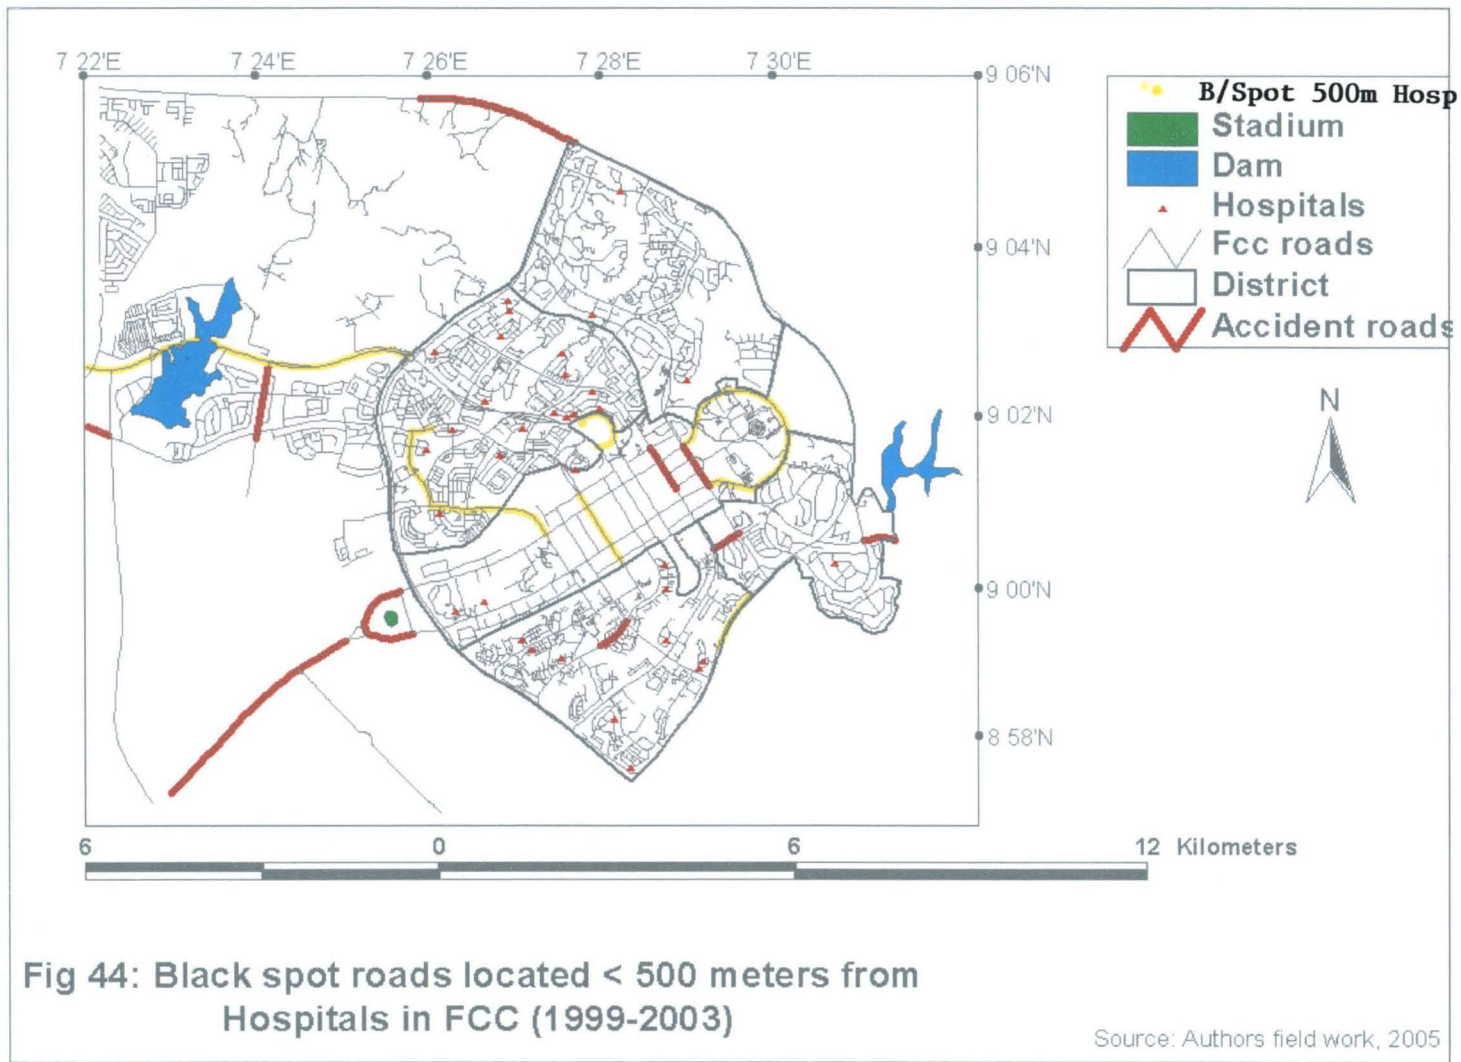 7 22'E 7 24'E 7 26'E 7 28'E 7 30'E
9 06'N
9 04'N
9 02'N
9 00'N
8 58'N
B/Spot 500m Hosp
Stadium
Dam
Hospitals
Fcc roads
District
Accident roads
N
6 0 6 12 Kilometers
Fig 44: Black spot roads located < 500 meters from
Hospitals in FCC (1999-2003)
Source: Authors field work, 2005